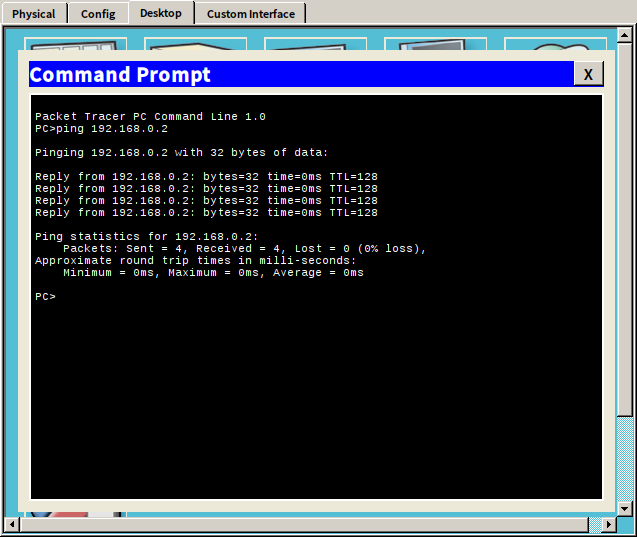 Physical Config Desktop Custom Interface
Command Prompt X
Packet Tracer PC Command Line 1.0
PC>ping 192.168.0.2
Pinging 192.168.0.2 with 32 bytes of data:
Reply from 192.168.0.2: bytes=32 time=0ms TTL=128
Reply from 192.168.0.2: bytes=32 time=0ms TTL=128
Reply from 192.168.0.2: bytes=32 time=0ms TTL=128
Reply from 192.168.0.2: bytes=32 time=0ms TTL=128
Ping statistics for 192.168.0.2:
Packets: Sent = 4, Received = 4, Lost = 0 (0% loss),
Approximate round trip times in milli-seconds:
Minimum = 0ms, Maximum = 0ms, Average = 0ms
PC>